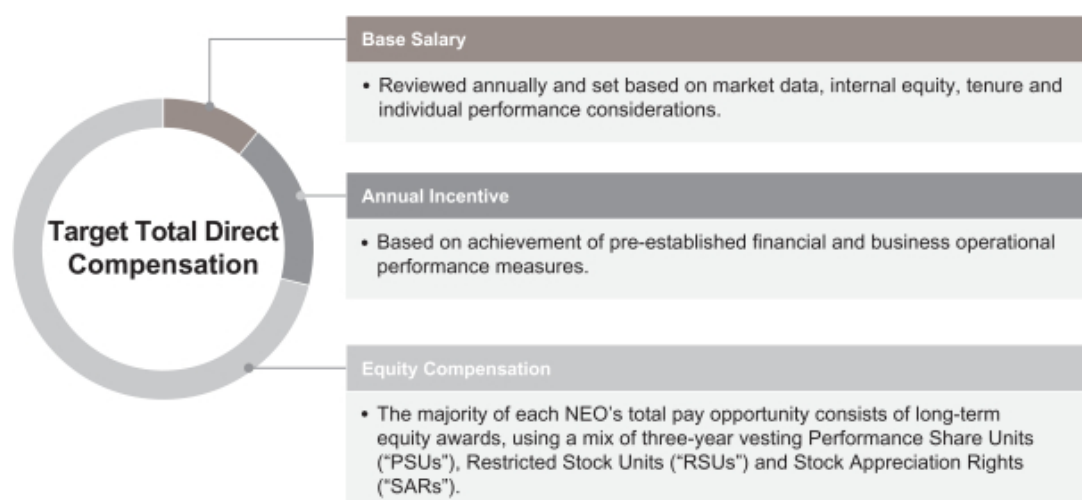 Base Salary
• Reviewed annually and set based on market data, internal equity, tenure and
individual performance considerations.
Target Total Direct
Compensation
Annual Incentive
• Based on achievement of pre-established financial and business operational
performance measures.
Equity Compensation
• The majority of each NEO’s total pay opportunity consists of long-term
equity awards, using a mix of three-year vesting Performance Share Units
(“PSUs”), Restricted Stock Units (“RSUs”) and Stock Appreciation Rights
(“SARs”).